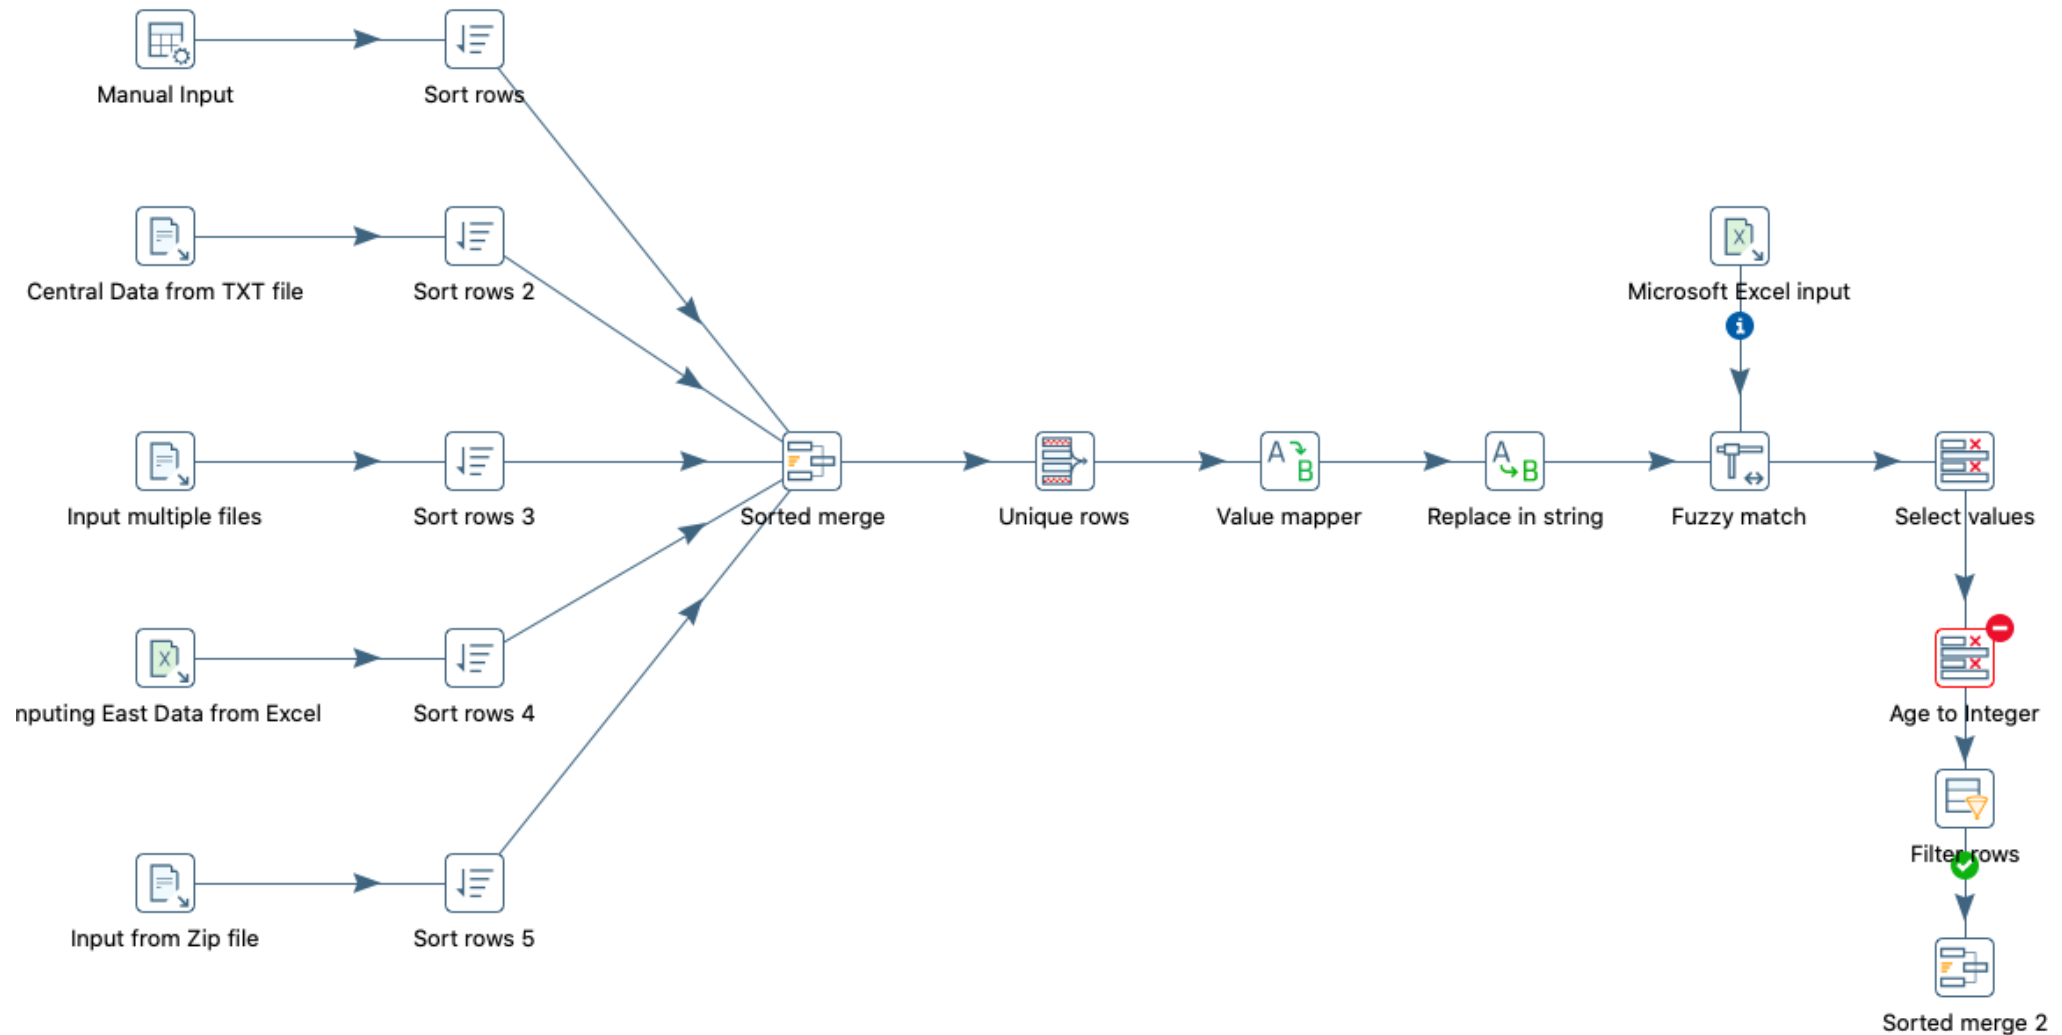 Manual Input
Sort rows
Central Data from TXT file
Sort rows 2
Microsoft Excel input
Input multiple files
Sort rows 3
Sorted merge
Unique rows
Value mapper
Replace in string
Fuzzy match
Select values
nputing East Data from Excel
Sort rows 4
Age to Integer
Filter rows
Input from Zip file
Sort rows 5
Sorted merge 2